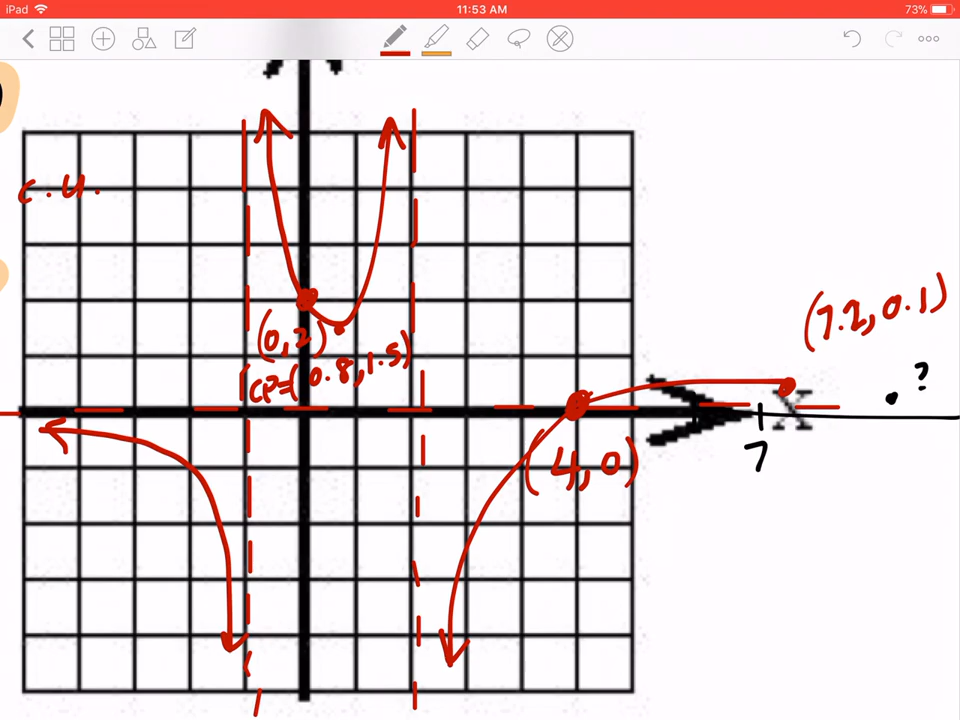 iPad
11:53 AM
73%
c.u.
(7.2, 0.1)
(0, 2)
CP=(0.8, 1.5)
?
X
(4, 0)
7